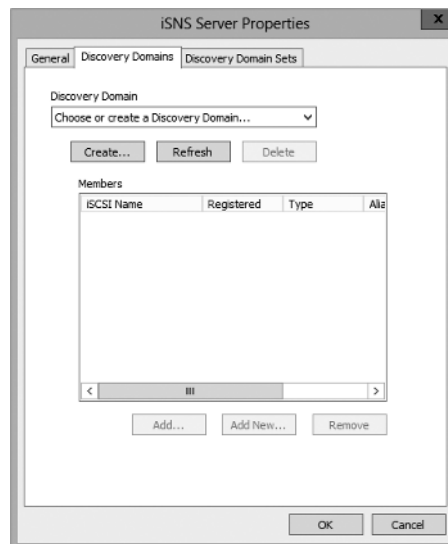 iSNS Server Properties
x
General Discovery Domains Discovery Domain Sets
Discovery Domain
Choose or create a Discovery Domain...
Create... Refresh Delete
Members
iSCSI Name Registered Type Alia
Add... Add New... Remove
OK Cancel